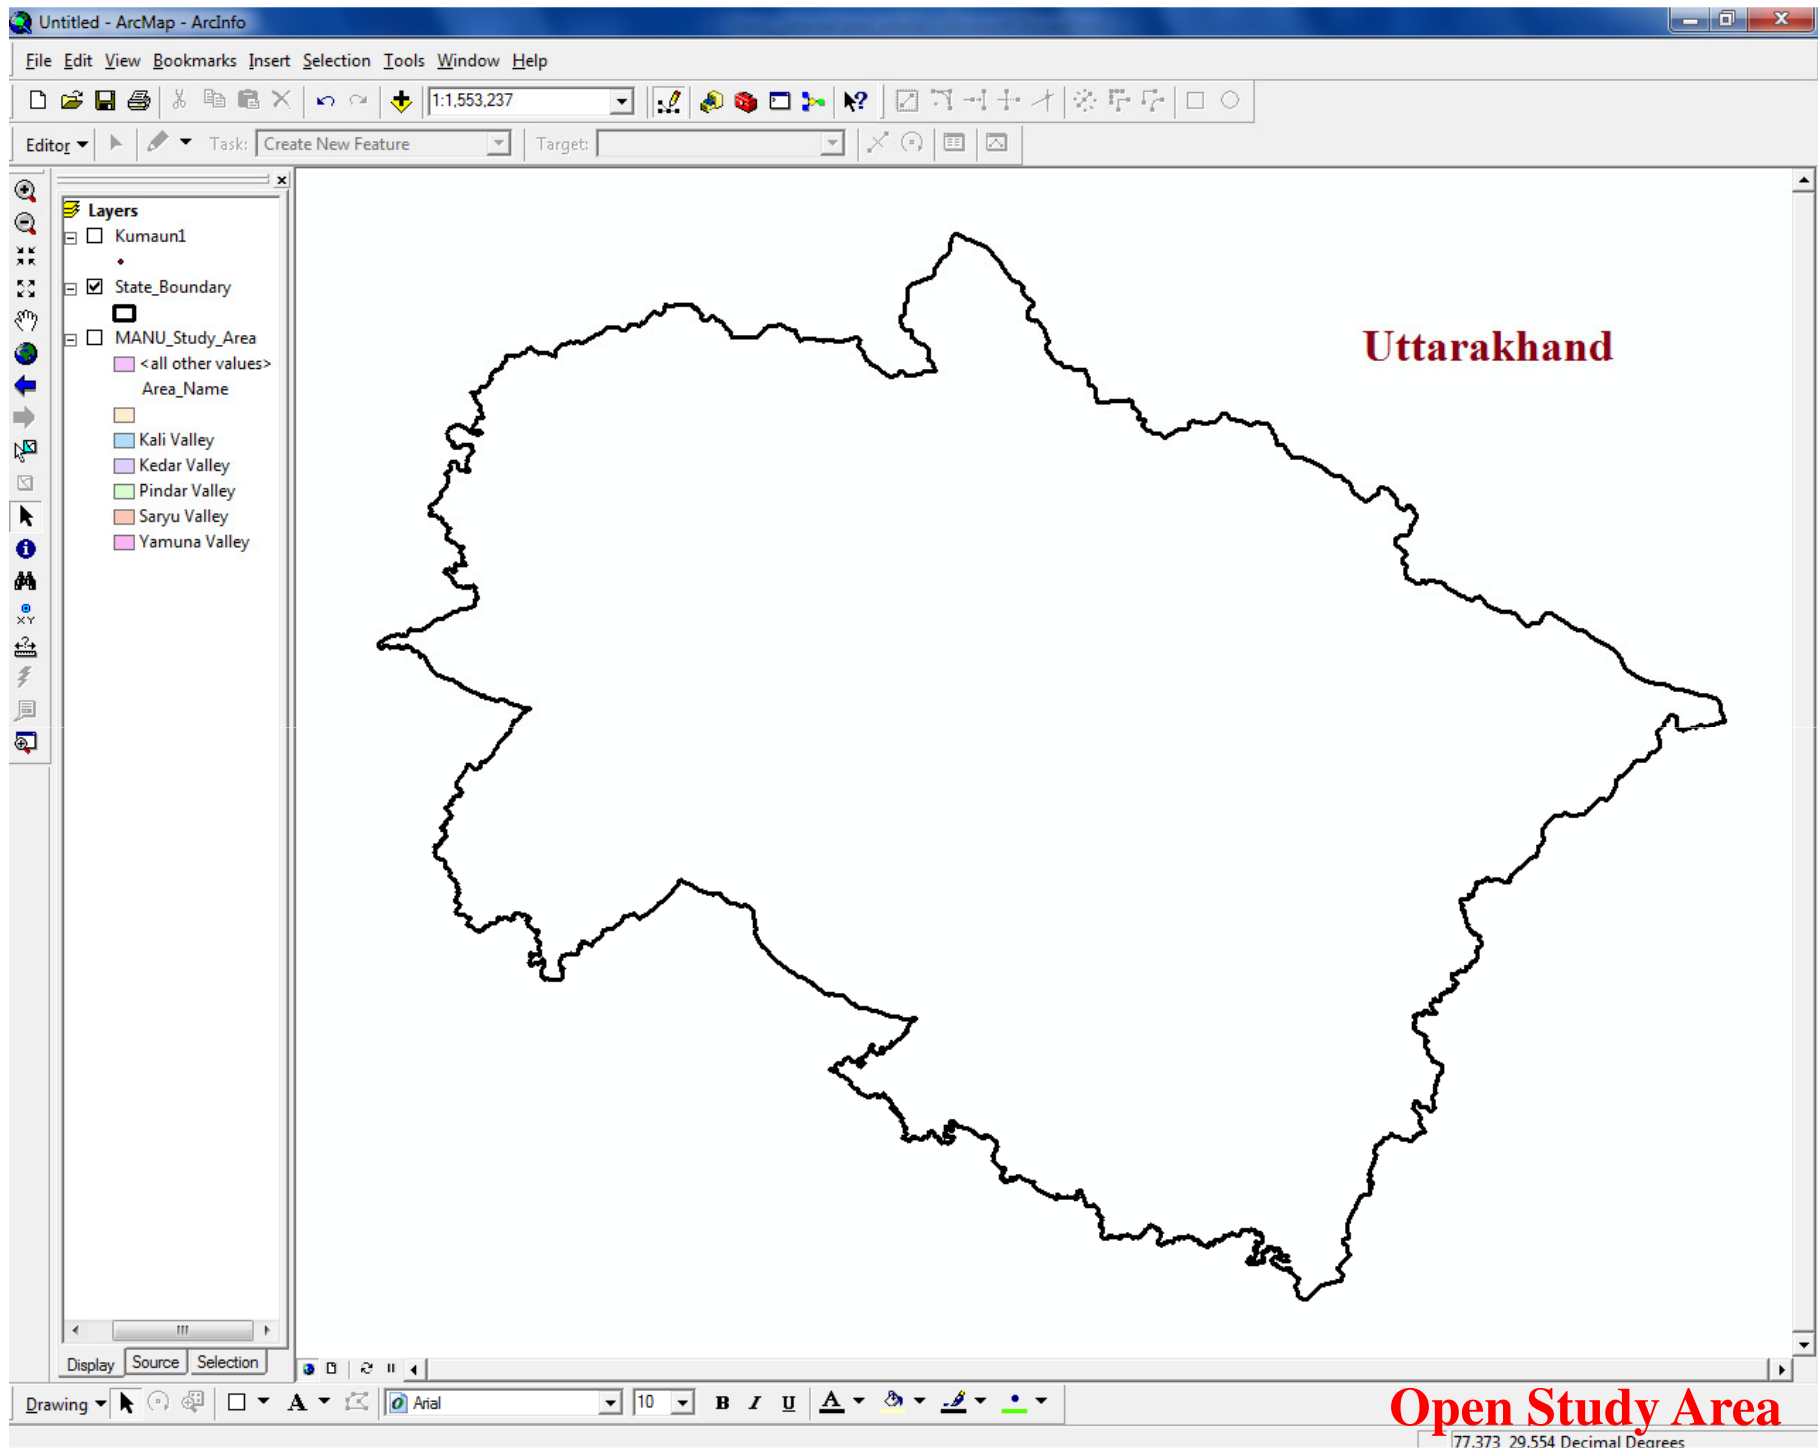 Untitled - ArcMap - ArcInfo
File Edit View Bookmarks Insert Selection Tools Window Help
1:1,553,237
Editor Task: Create New Feature Target:
Layers
Kumaun1
State_Boundary
MANU_Study_Area
<all other values>
Area_Name
Kali Valley
Kedar Valley
Pindar Valley
Saryu Valley
Yamuna Valley
Uttarakhand
Display Source Selection
Drawing A Arial 10 B I U A
Open Study Area
77.373 29.554 Decimal Degrees